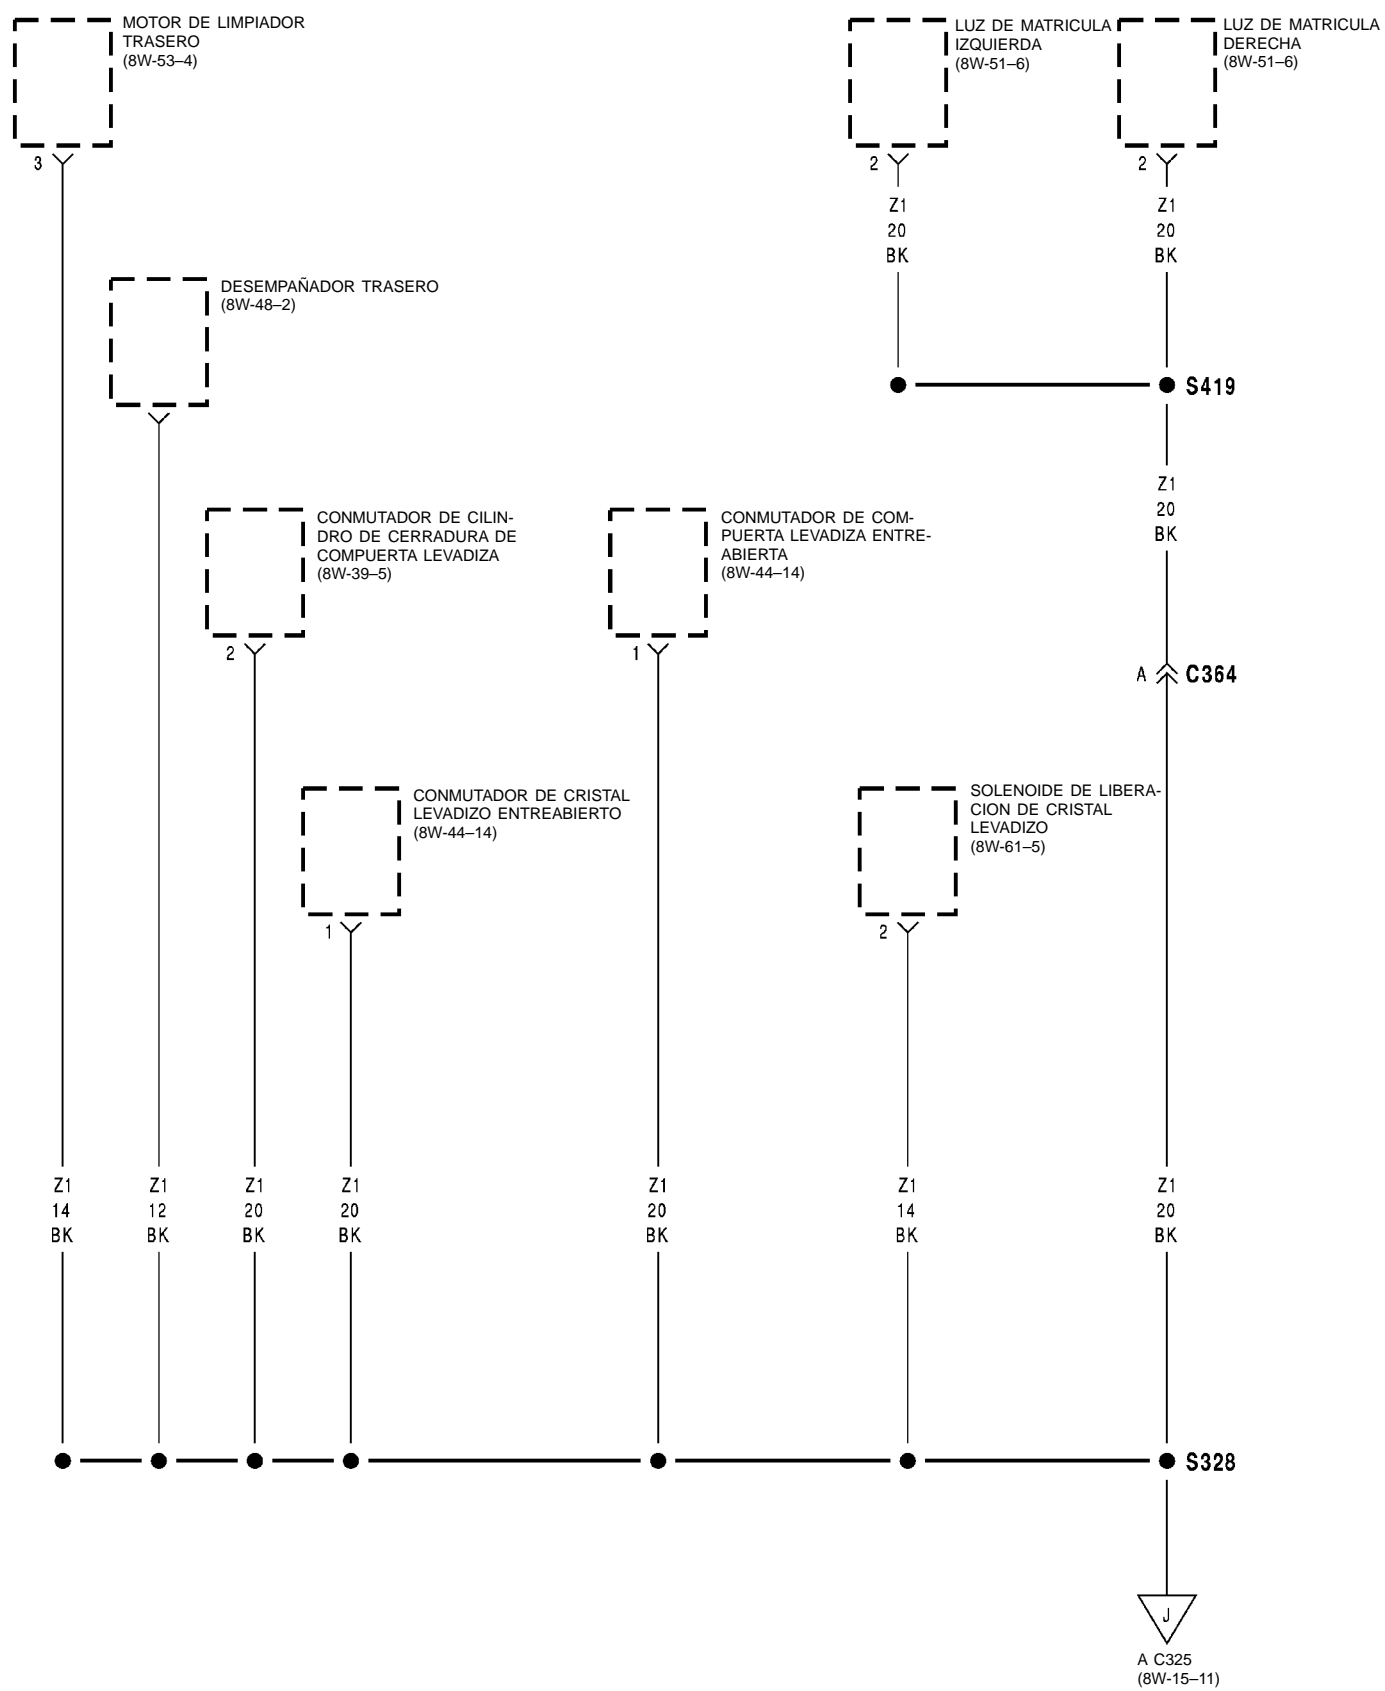 MOTOR DE LIMPIADOR
TRASERO
(8W-53–4)
LUZ DE MATRICULA
IZQUIERDA
(8W-51–6)
LUZ DE MATRICULA
DERECHA
(8W-51–6)
3
2
2
Z1
20
BK
Z1
20
BK
DESEMPAÑADOR TRASERO
(8W-48–2)
S419
Z1
20
BK
CONMUTADOR DE CILIN-
DRO DE CERRADURA DE
COMPUERTA LEVADIZA
(8W-39–5)
CONMUTADOR DE COM-
PUERTA LEVADIZA ENTRE-
ABIERTA
(8W-44–14)
2
1
A
C364
CONMUTADOR DE CRISTAL
LEVADIZO ENTREABIERTO
(8W-44–14)
SOLENOIDE DE LIBERA-
CION DE CRISTAL
LEVADIZO
(8W-61–5)
1
2
Z1
14
BK
Z1
12
BK
Z1
20
BK
Z1
20
BK
Z1
20
BK
Z1
14
BK
Z1
20
BK
S328
J
A C325
(8W-15–11)